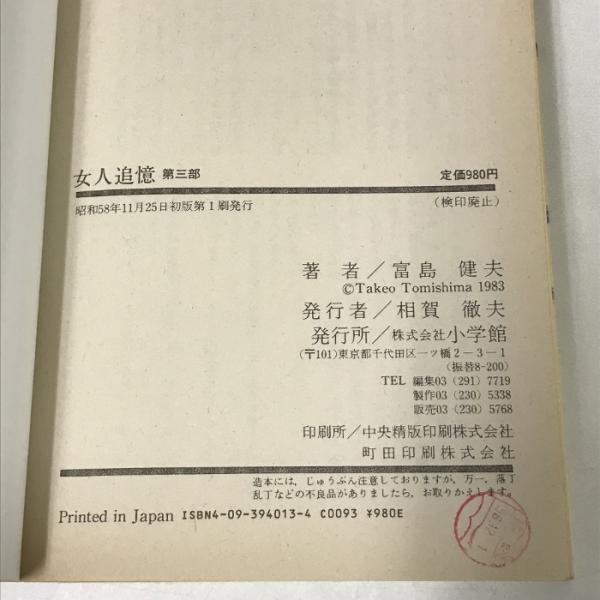 女人追憶 第三部 定価980円
昭和58年11月25日初版第1刷発行 (検印廃止)
著者/富島 健夫
©Takeo Tomishima 1983
発行者/相賀 徹夫
発行所/株式会社小学館
(〒101)東京都千代田区一ツ橋2-3-1
(振替8-200)
TEL 編集03(291)7719
製作03(230)5338
販売03(230)5768
印刷所/中央精版印刷株式会社
町田印刷株式会社
造本には,じゅうぶん注意しておりますが,万一,落丁
乱丁などの不良品がありましたら,お取りかえします。
Printed in Japan ISBN4-09-394013-4 C0093 ¥980E